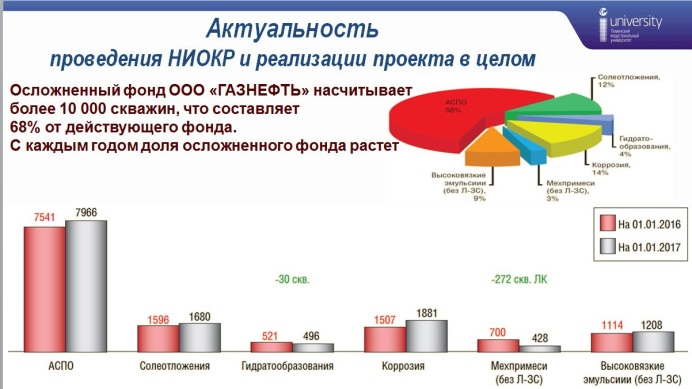 Актуальность
проведения НИОКР и реализации проекта в целом
university
Тюменский
индустриальный
университет
Осложненный фонд ООО «ГАЗНЕФТЬ» насчитывает
более 10 000 скважин, что составляет
68% от действующего фонда.
С каждым годом доля осложненного фонда растет
АСПО
58%
Солеотложения,
12%
Гидрато-
образования,
4%
Коррозия,
14%
Мехпримеси
(без Л-ЗС),
3%
Высоковязкие
эмульсиии
(без Л-ЗС),
9%
На 01.01.2016
На 01.01.2017
7541
7966
1596
1680
-30 скв.
521
496
1507
1881
-272 скв. ЛК
700
428
1114
1208
АСПО
Солеотложения
Гидратообразования
Коррозия
Мехпримеси
(без Л-ЗС)
Высоковязкие
эмульсиии (без Л-ЗС)